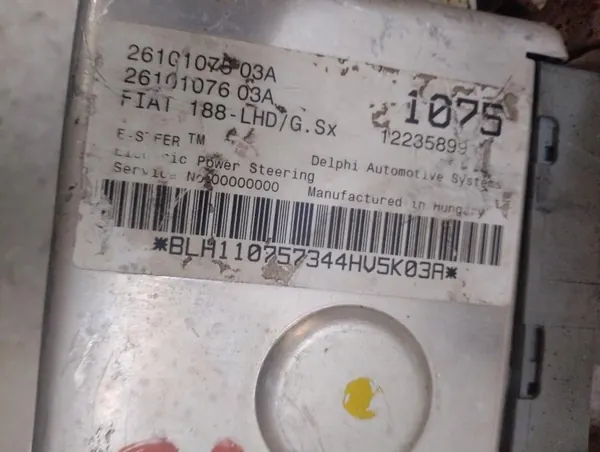 26101075 03A
26101076 03A
FIAT 188-LHD/G.Sx
1075
12235899
E-STEER TM
Electric Power Steering
Delphi Automotive Systems
Service No 00000000
Manufactured in Hungary
*BLH110757344HV5K03A*